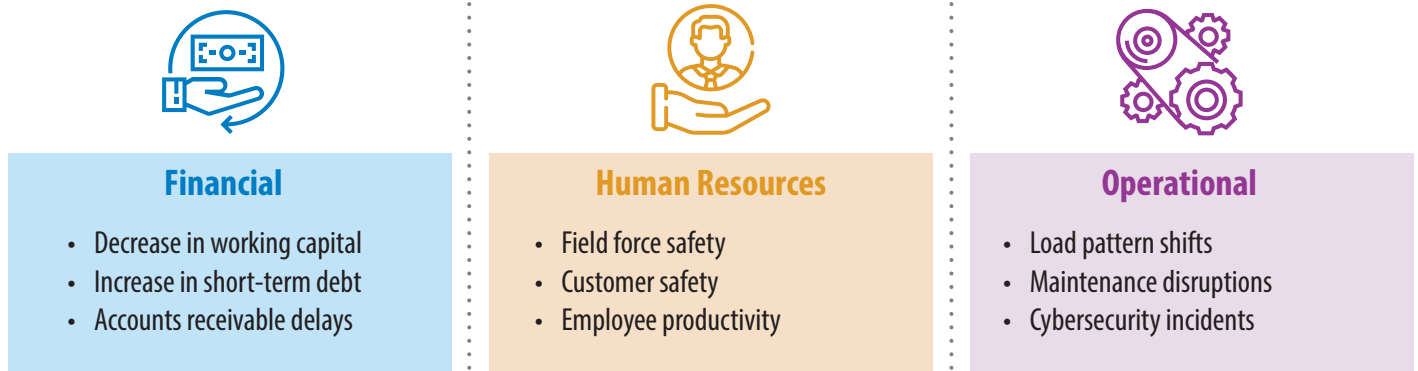 Financial
• Decrease in working capital
• Increase in short-term debt
• Accounts receivable delays
Human Resources
• Field force safety
• Customer safety
• Employee productivity
Operational
• Load pattern shifts
• Maintenance disruptions
• Cybersecurity incidents